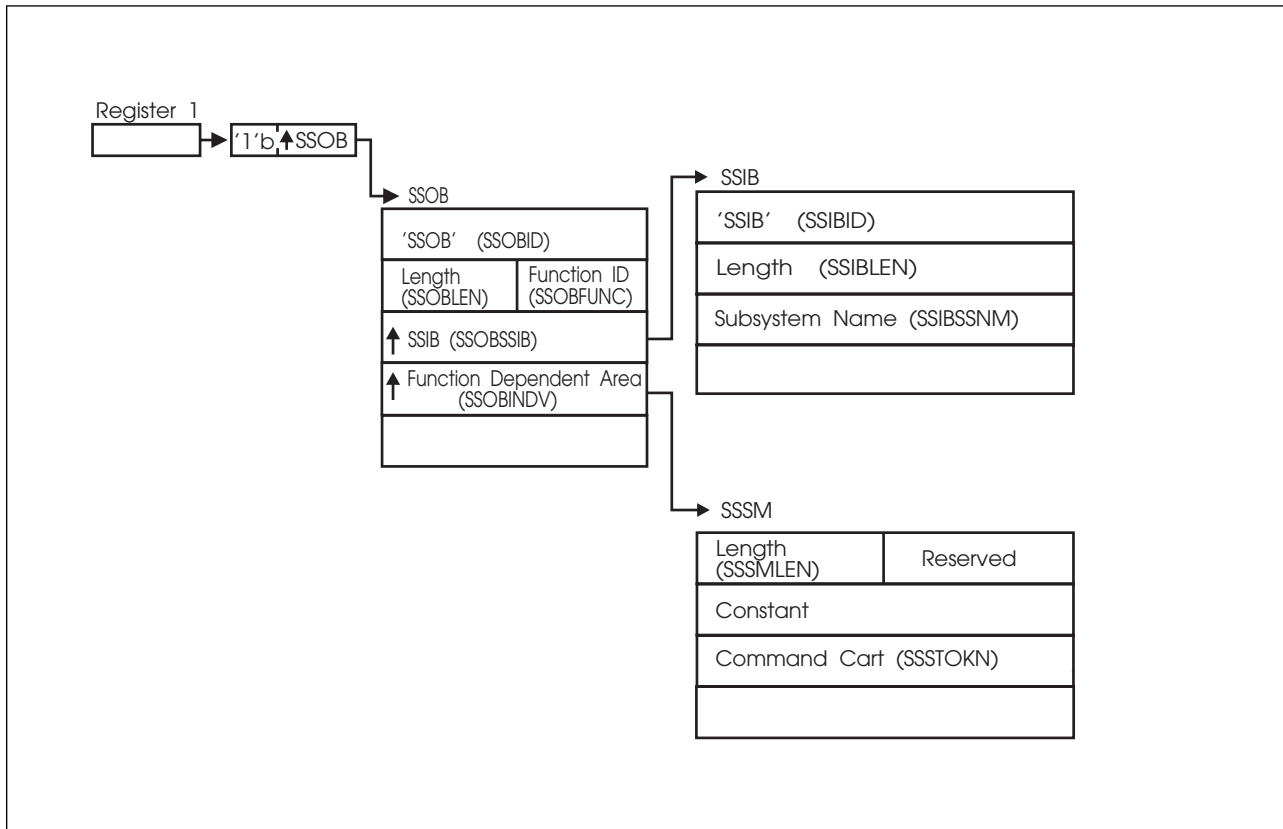 Register 1
'1'b SSOB
SSOB
'SSOB' (SSOBID)
Length
(SSOBLEN)
Function ID
(SSOBFUNC)
SSIB (SSOBSSIB)
Function Dependent Area
(SSOBINDV)
SSIB
'SSIB' (SSIBID)
Length (SSIBLEN)
Subsystem Name (SSIBSSNM)
SSSM
Length
(SSSMLEN)
Reserved
Constant
Command Cart (SSSTOKN)